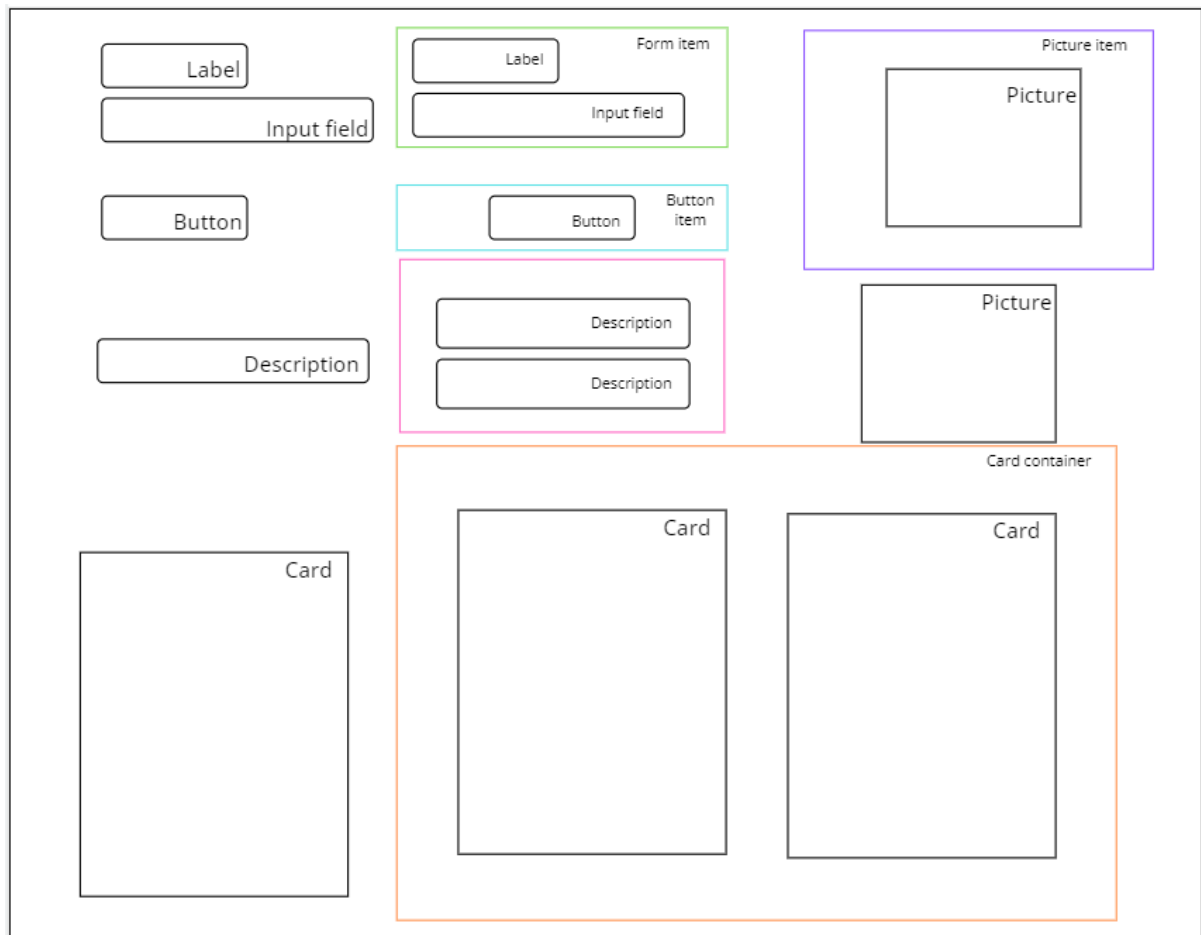 Label
Input field
Button
Description
Card
Form item
Label
Input field
Button
item
Button
Description
Description
Picture item
Picture
Picture
Card container
Card
Card